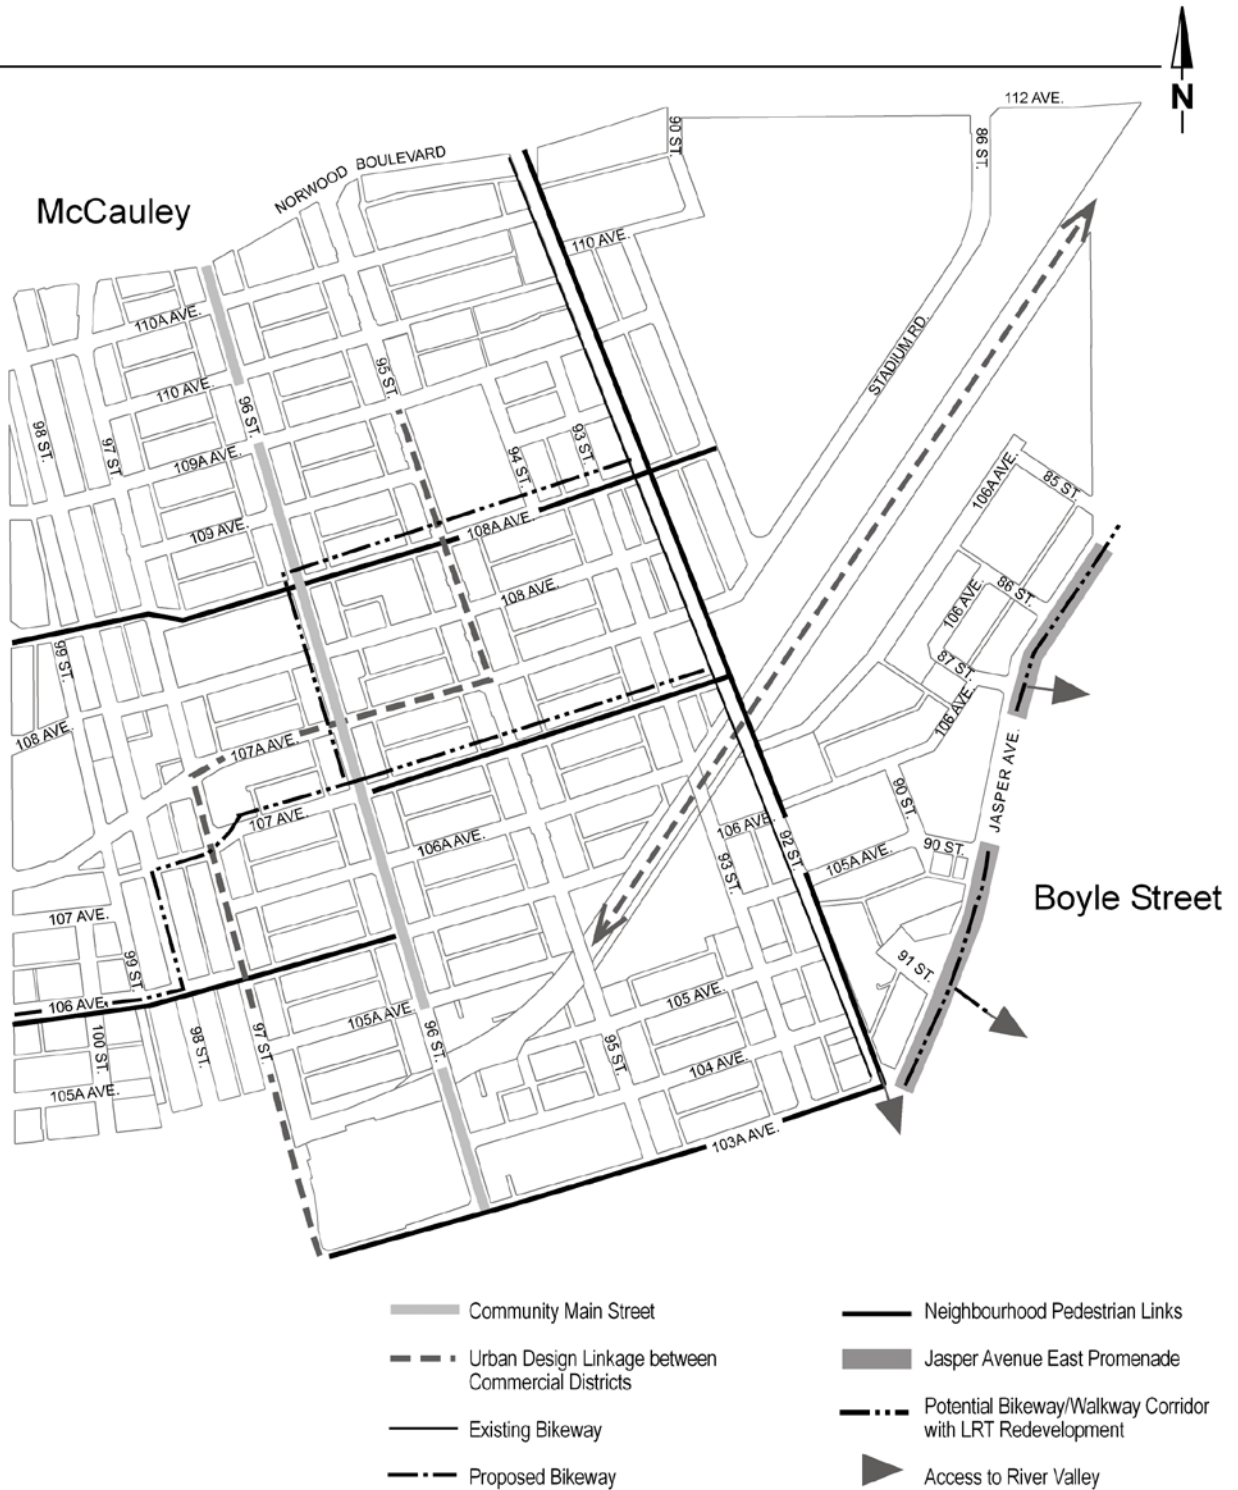 N
112 AVE.
90 ST.
86 ST.
NORWOOD BOULEVARD
McCauley
110 AVE.
110A AVE.
STADIUM RD.
95 ST.
110 AVE.
96 ST.
98 ST.
97 ST.
109A AVE.
93 ST.
94 ST.
106A AVE.
85 ST.
109 AVE.
108A AVE.
108 AVE.
86 ST.
106 AVE.
99 ST.
87 ST.
106 AVE.
108 AVE.
107A AVE.
JASPER AVE.
90 ST.
107 AVE.
106 AVE.
92 ST.
106A AVE.
90 ST.
105A AVE.
93 ST.
Boyle Street
107 AVE.
99 ST.
91 ST.
106 AVE.
105 AVE.
105A AVE.
100 ST.
98 ST.
97 ST.
96 ST.
95 ST.
104 AVE.
105A AVE.
103A AVE.
Community Main Street
Urban Design Linkage between
Commercial Districts
Existing Bikeway
Proposed Bikeway
Neighbourhood Pedestrian Links
Jasper Avenue East Promenade
Potential Bikeway/Walkway Corridor
with LRT Redevelopment
Access to River Valley